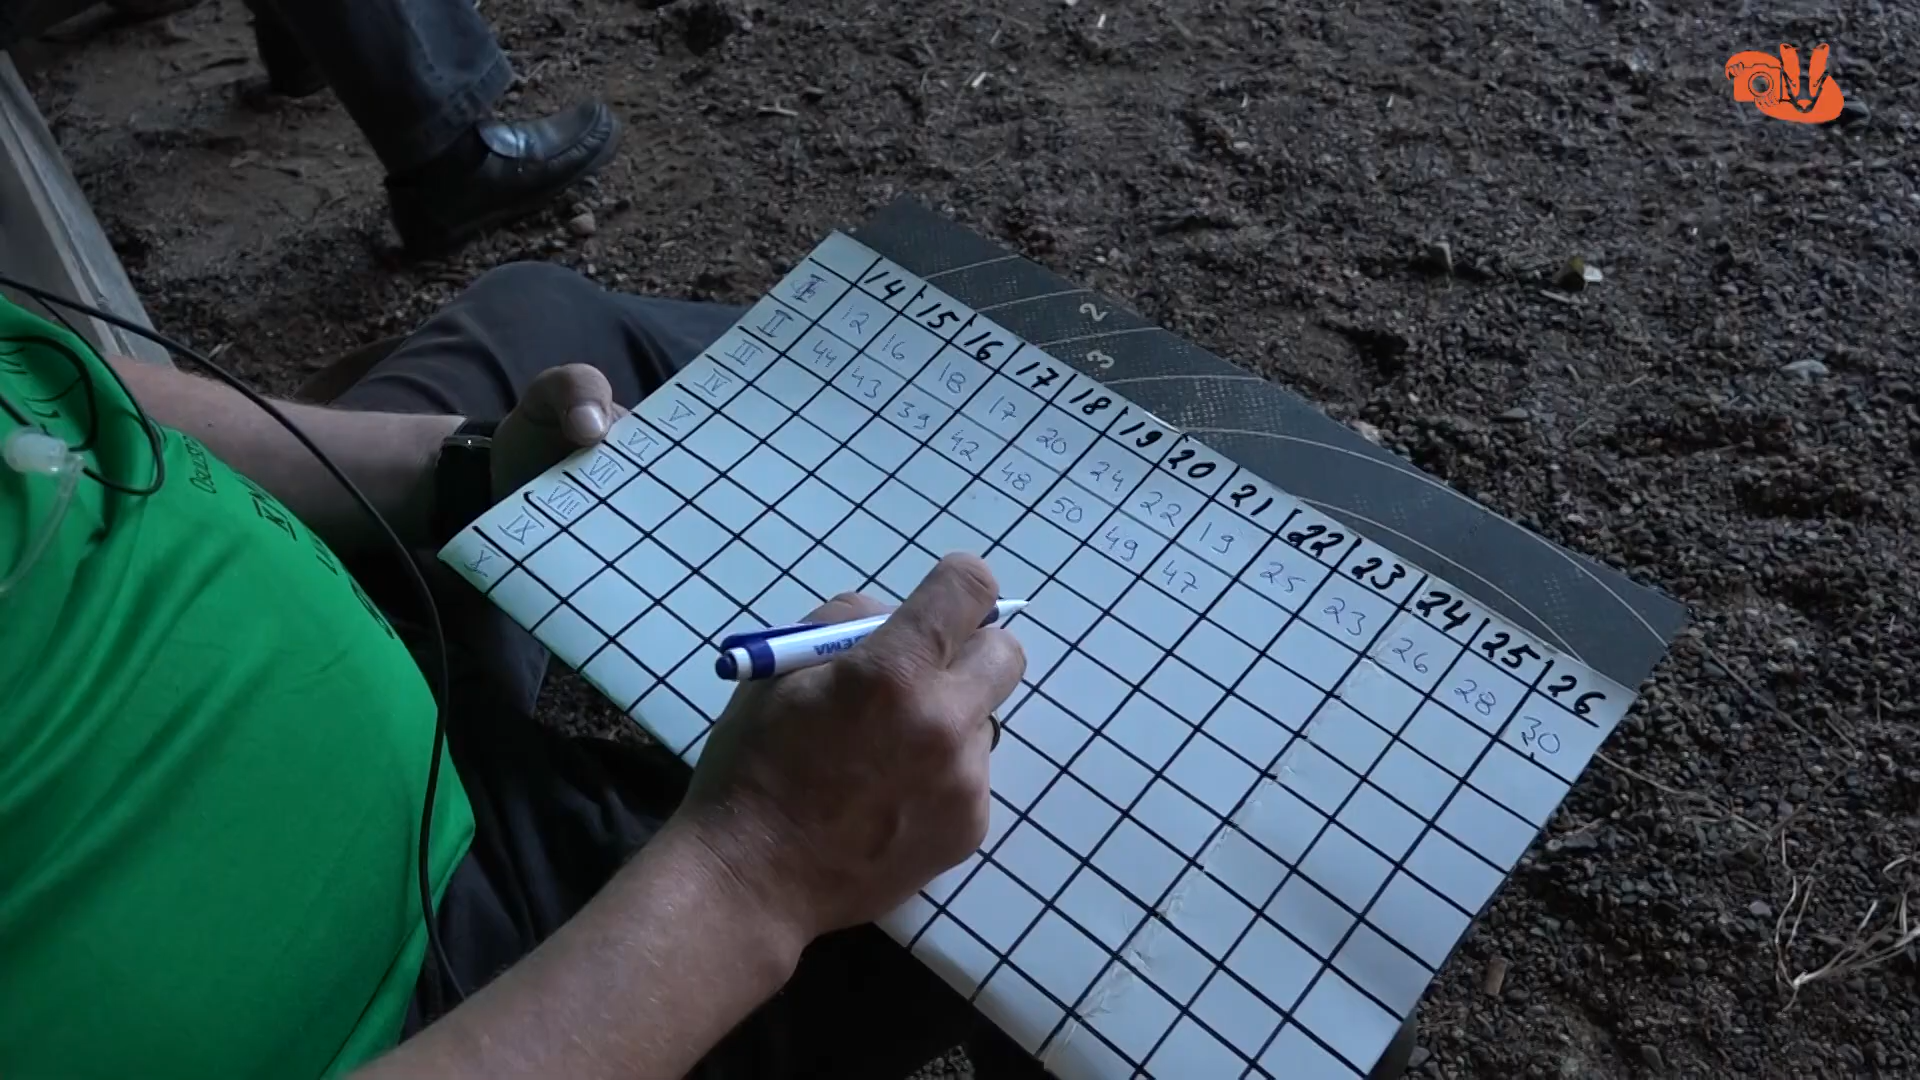 14 15 16 17 18 19 20 21 22 23 24 25 26
I 12 16 18 17 20 24 22 19 25 23 26 28 30
II 44 43 39 42 48 50 49 47
III
IV
V
VI
VII
VIII
IX
X
2
3